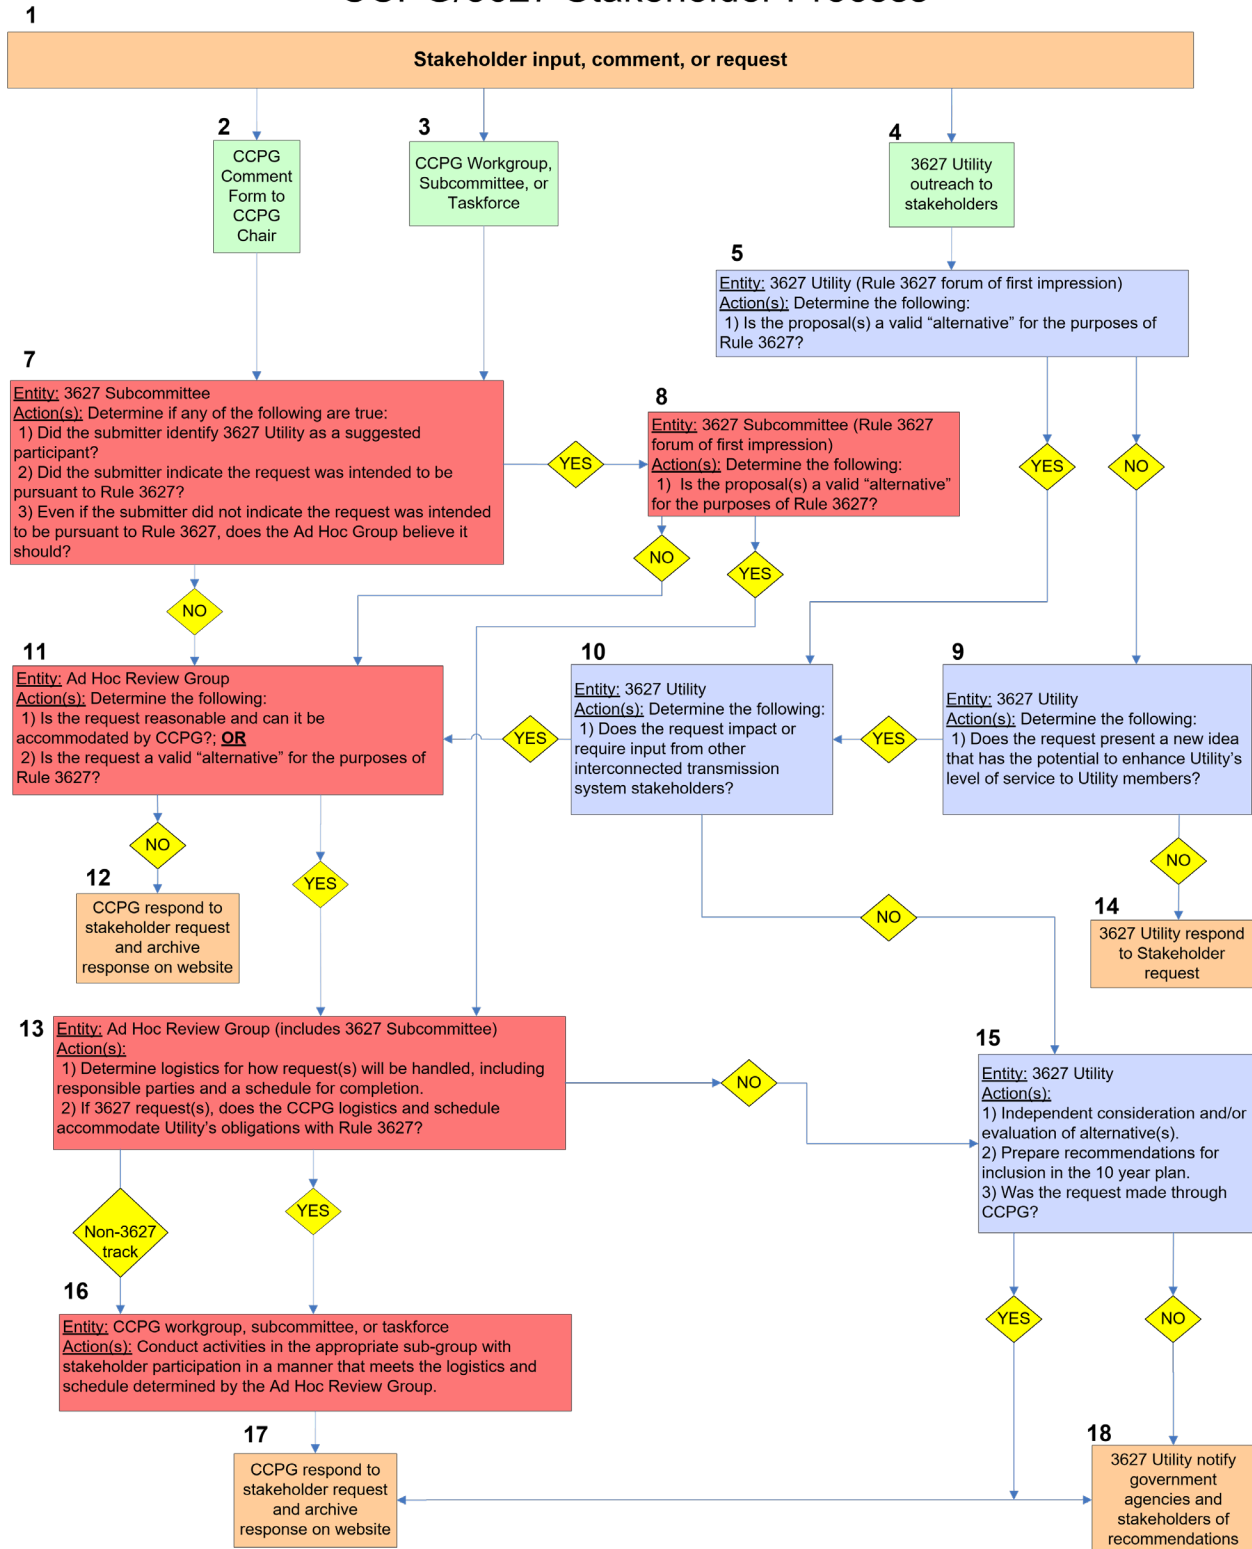 1
Stakeholder input, comment, or request
2
3
4
CCPG
Comment
Form to
CCPG
Chair
CCPG Workgroup,
Subcommittee, or
Taskforce
3627 Utility
outreach to
stakeholders
5
Entity: 3627 Utility (Rule 3627 forum of first impression)
Action(s): Determine the following:
1) Is the proposal(s) a valid “alternative” for the purposes of
Rule 3627?
7
Entity: 3627 Subcommittee
Action(s): Determine if any of the following are true:
1) Did the submitter identify 3627 Utility as a suggested
participant?
2) Did the submitter indicate the request was intended to be
pursuant to Rule 3627?
3) Even if the submitter did not indicate the request was intended
to be pursuant to Rule 3627, does the Ad Hoc Group believe it
should?
YES
8
Entity: 3627 Subcommittee (Rule 3627
forum of first impression)
Action(s): Determine the following:
1) Is the proposal(s) a valid “alternative”
for the purposes of Rule 3627?
YES
NO
NO
YES
NO
11
Entity: Ad Hoc Review Group
Action(s): Determine the following:
1) Is the request reasonable and can it be
accommodated by CCPG?; OR
2) Is the request a valid “alternative” for the purposes of
Rule 3627?
YES
10
Entity: 3627 Utility
Action(s): Determine the following:
1) Does the request impact or
require input from other
interconnected transmission
system stakeholders?
YES
9
Entity: 3627 Utility
Action(s): Determine the following:
1) Does the request present a new idea
that has the potential to enhance Utility’s
level of service to Utility members?
NO
YES
NO
NO
12
CCPG respond to
stakeholder request
and archive
response on website
14
3627 Utility respond
to Stakeholder
request
13
Entity: Ad Hoc Review Group (includes 3627 Subcommittee)
Action(s):
1) Determine logistics for how request(s) will be handled, including
responsible parties and a schedule for completion.
2) If 3627 request(s), does the CCPG logistics and schedule
accommodate Utility’s obligations with Rule 3627?
NO
15
Entity: 3627 Utility
Action(s):
1) Independent consideration and/or
evaluation of alternative(s).
2) Prepare recommendations for
inclusion in the 10 year plan.
3) Was the request made through
CCPG?
Non-3627
track
YES
YES
NO
16
Entity: CCPG workgroup, subcommittee, or taskforce
Action(s): Conduct activities in the appropriate sub-group with
stakeholder participation in a manner that meets the logistics and
schedule determined by the Ad Hoc Review Group.
17
CCPG respond to
stakeholder request
and archive
response on website
18
3627 Utility notify
government
agencies and
stakeholders of
recommendations